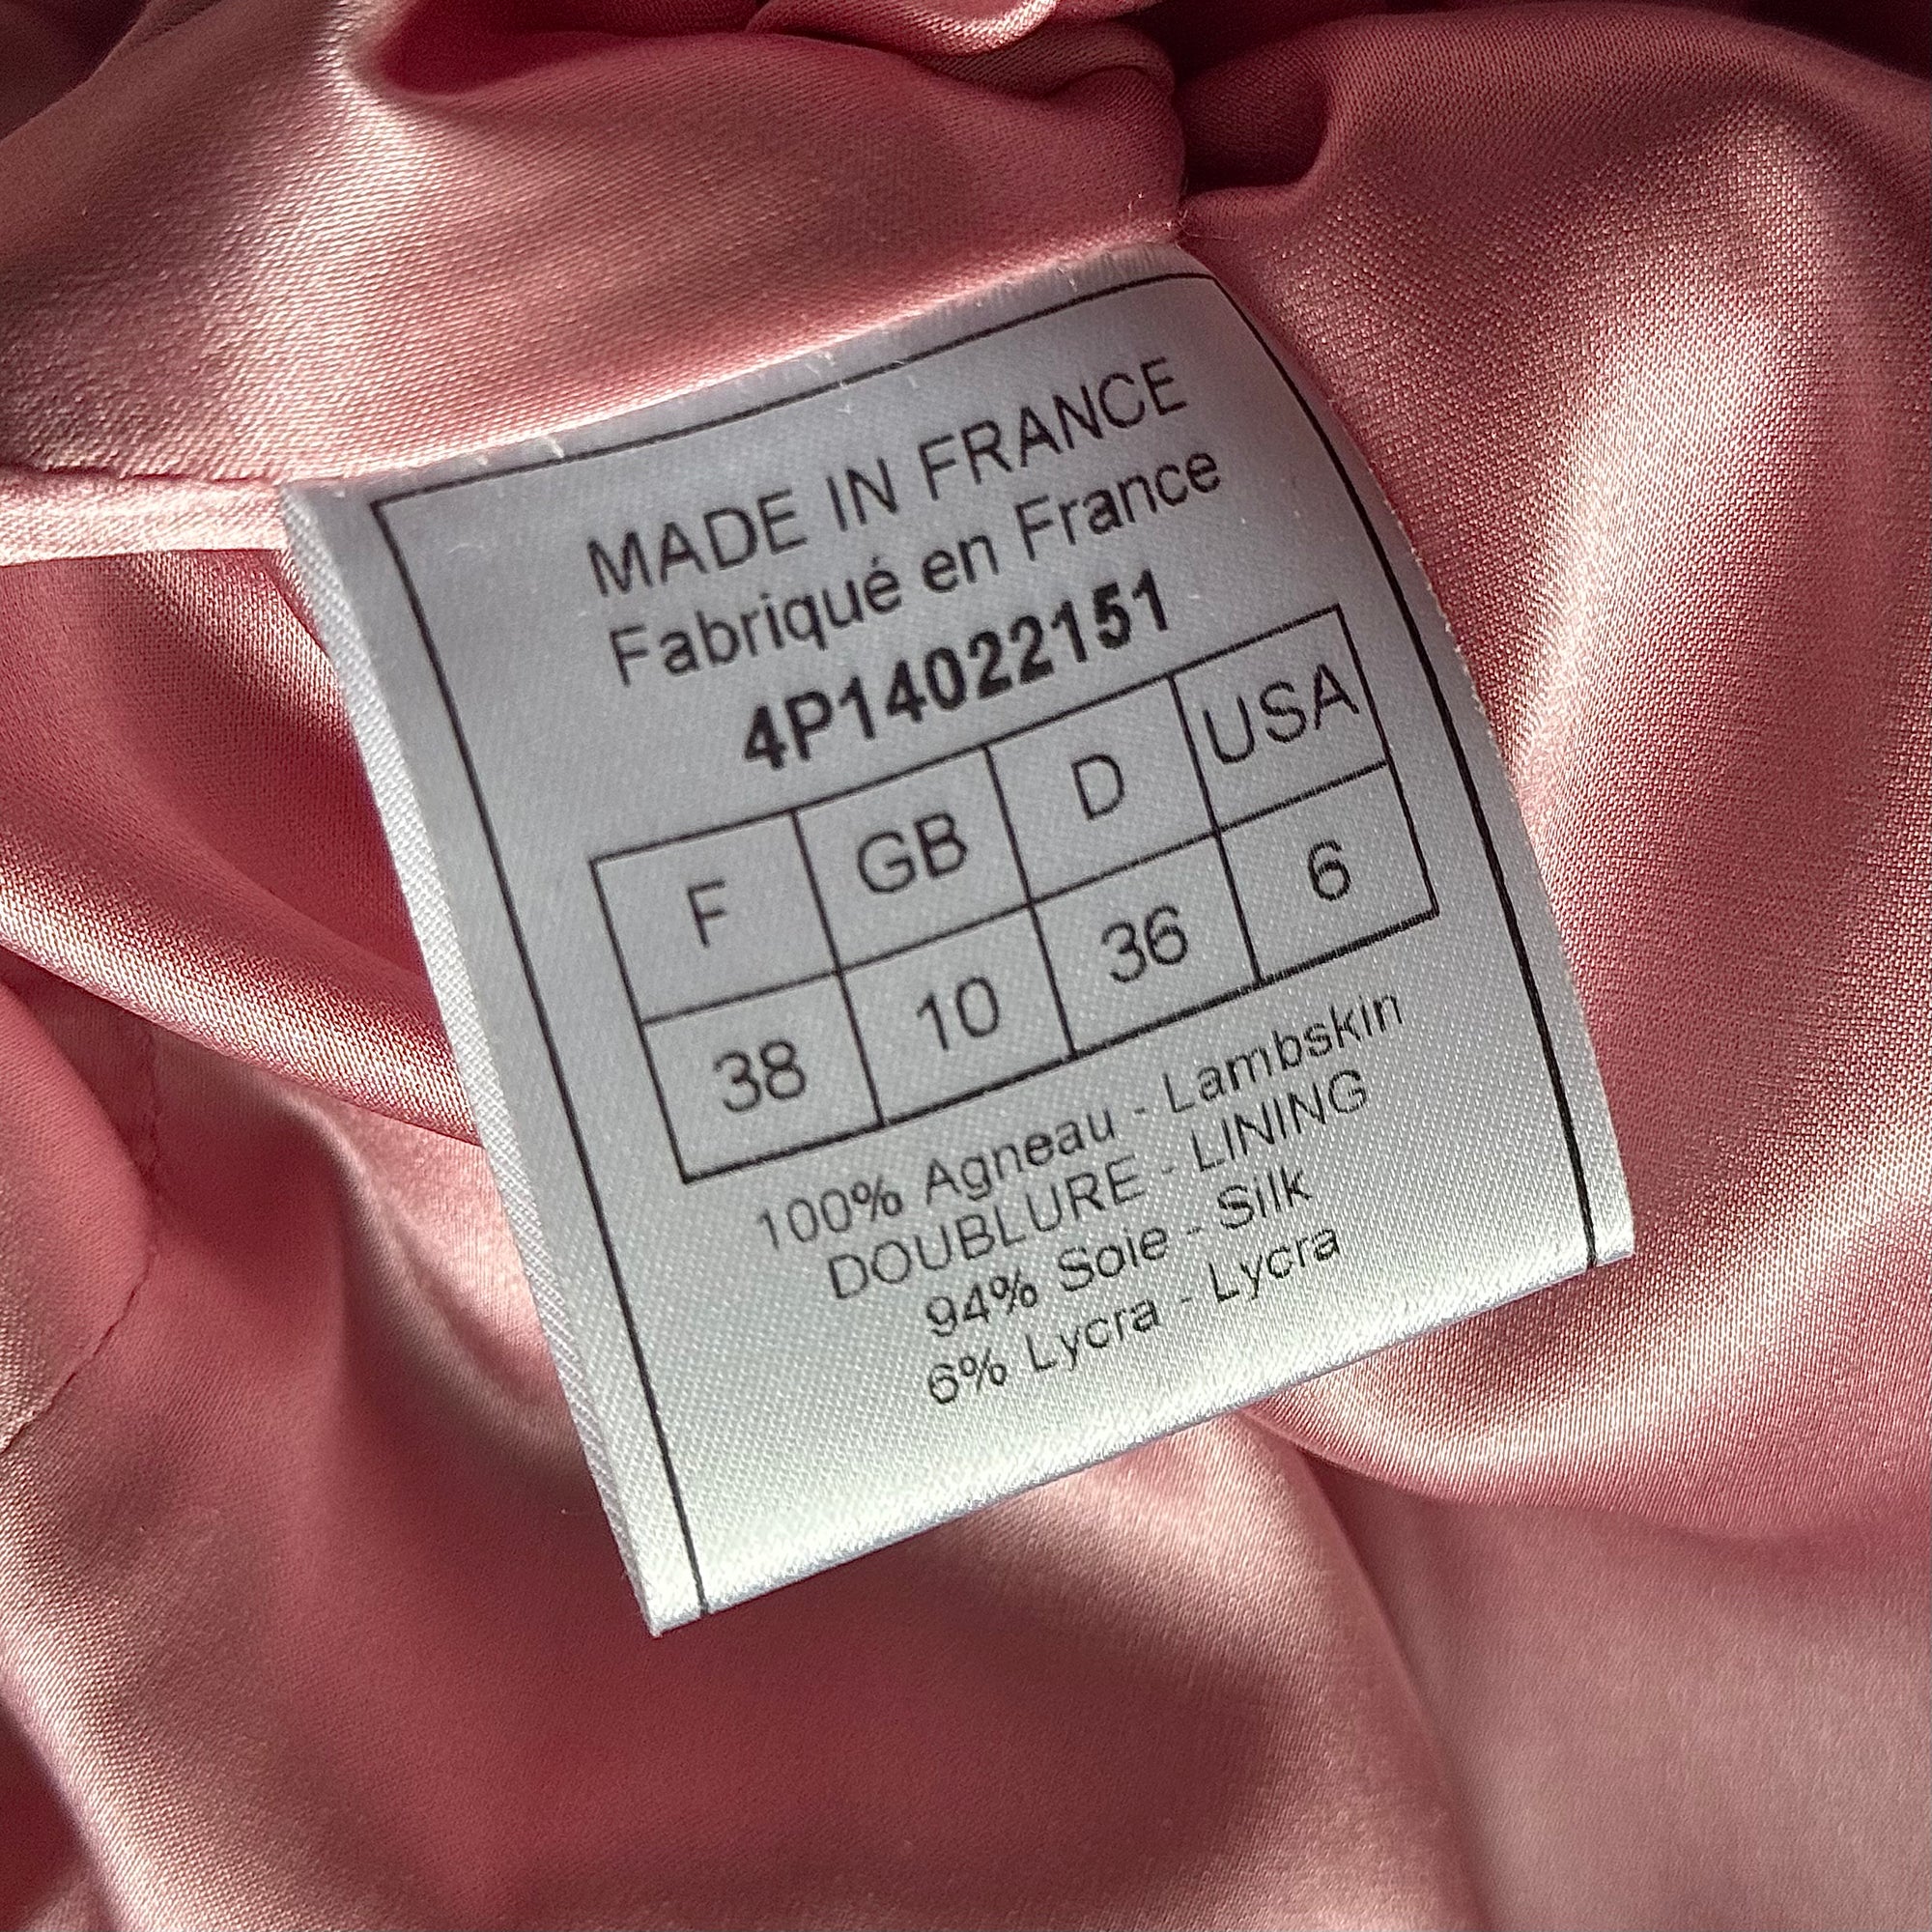 MADE IN FRANCE
Fabriqué en France
4P14022151
F GB D USA
38 10 36 6
100% Agneau - Lambskin
DOUBLURE - LINING
94% Soie - Silk
6% Lycra - Lycra